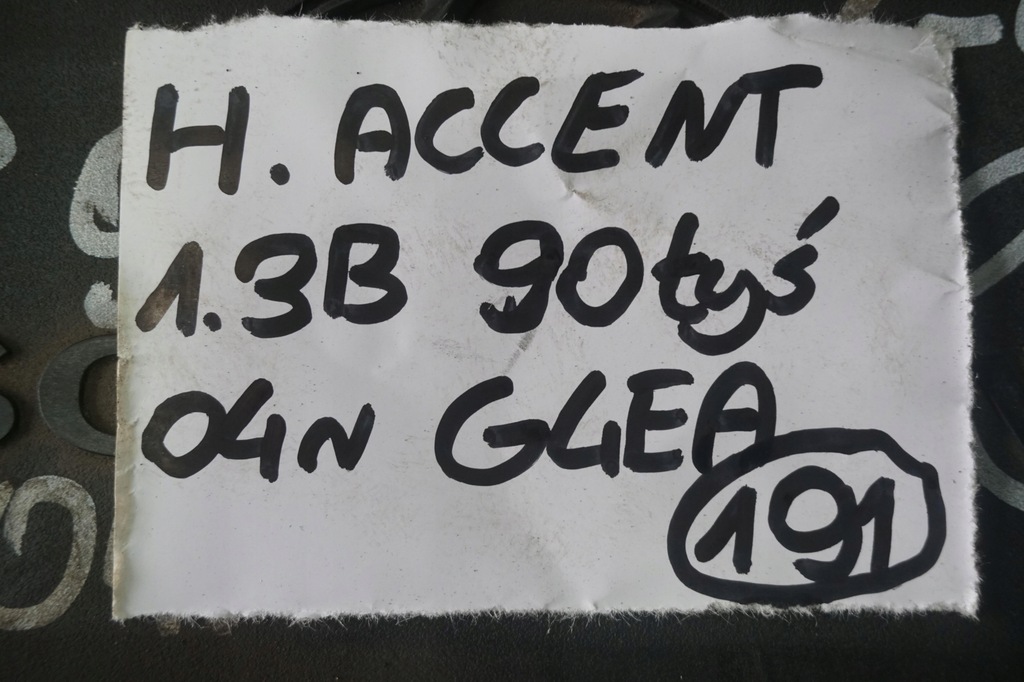 H. ACCENT
1.3B 90tyś
04r G4EA
191